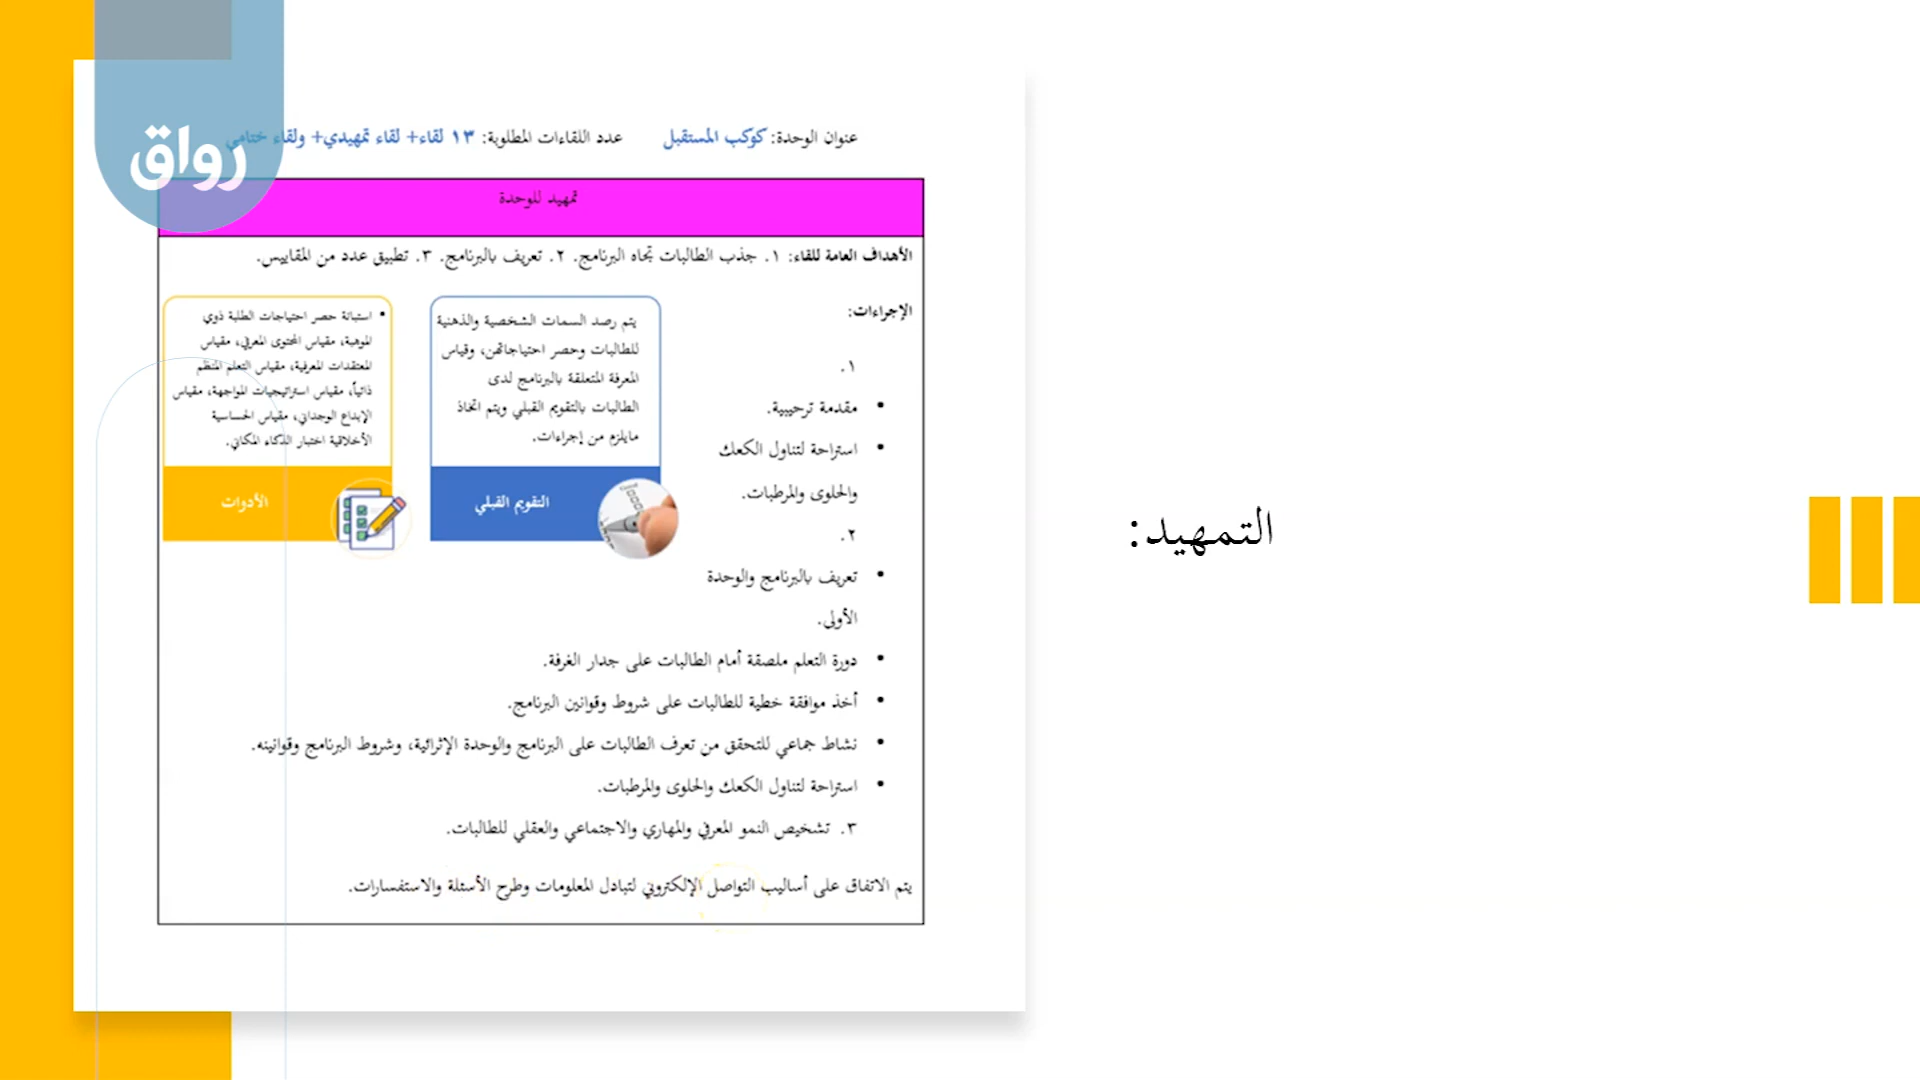 رواق
التمهيد:
عنوان الوحدة: كوكب المستقبل عدد اللقاءات المطلوبة: ١٣ لقاء+ لقاء تمهيدي+ ولقاء ختامي
تمهيد للوحدة
الأهداف العامة للقاء: ١. جذب الطالبات تجاه البرنامج. ٢. تعريف بالبرنامج. ٣. تطبيق عدد من المقاييس.
الإجراءات:
١.
• مقدمة ترحيبية.
• استراحة لتناول الكعك
والحلوى والمرطبات.
٢.
• تعريف بالبرنامج والوحدة
الأولى.
• دورة التعلم ملصقة أمام الطالبات على جدار الغرفة.
• أخذ موافقة خطية للطالبات على شروط وقوانين البرنامج.
• نشاط جماعي للتحقق من تعرف الطالبات على البرنامج والوحدة الإثرائية، وشروط البرنامج وقوانينه.
• استراحة لتناول الكعك والحلوى والمرطبات.
٣. تشخيص النمو المعرفي والمهاري والاجتماعي والعقلي للطالبات.
يتم الاتفاق على أساليب التواصل الإلكتروني لتبادل المعلومات وطرح الأسئلة والاستفسارات.
يتم رصد السمات الشخصية والذهنية
للطالبات وحصر احتياجاتهن، وقياس
المعرفة المتعلقة بالبرنامج لدى
الطالبات بالتقويم القبلي ويتم اتخاذ
مايلزم من إجراءات.
التقويم القبلي
• استبانة حصر احتياجات الطلبة ذوي
الموهبة، مقياس المحتوى المعرفي، مقياس
المعتقدات المعرفية، مقياس التعلم المنظم
ذاتياً، مقياس استراتيجيات المواجهة، مقياس
الإبداع الوجداني، مقياس الحساسية
الأخلاقية اختبار الذكاء المكاني.
الأدوات